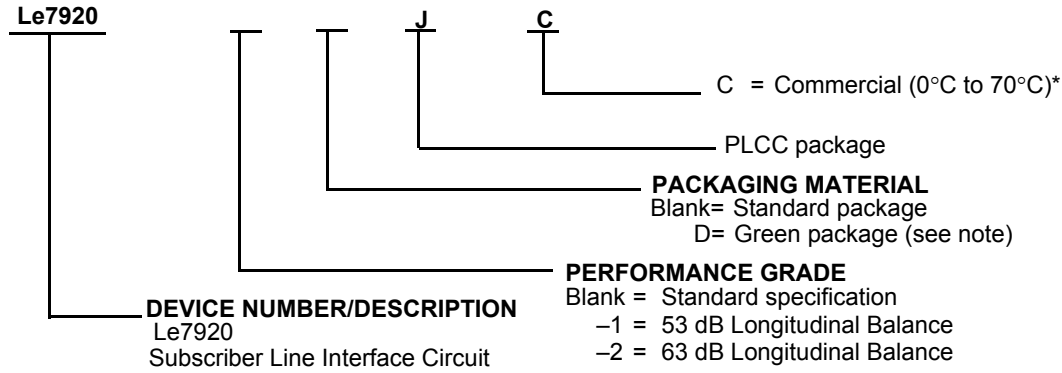 Le7920 J C
C = Commercial (0°C to 70°C)*
PLCC package
PACKAGING MATERIAL
Blank= Standard package
D= Green package (see note)
PERFORMANCE GRADE
Blank = Standard specification
–1 = 53 dB Longitudinal Balance
–2 = 63 dB Longitudinal Balance
DEVICE NUMBER/DESCRIPTION
Le7920
Subscriber Line Interface Circuit